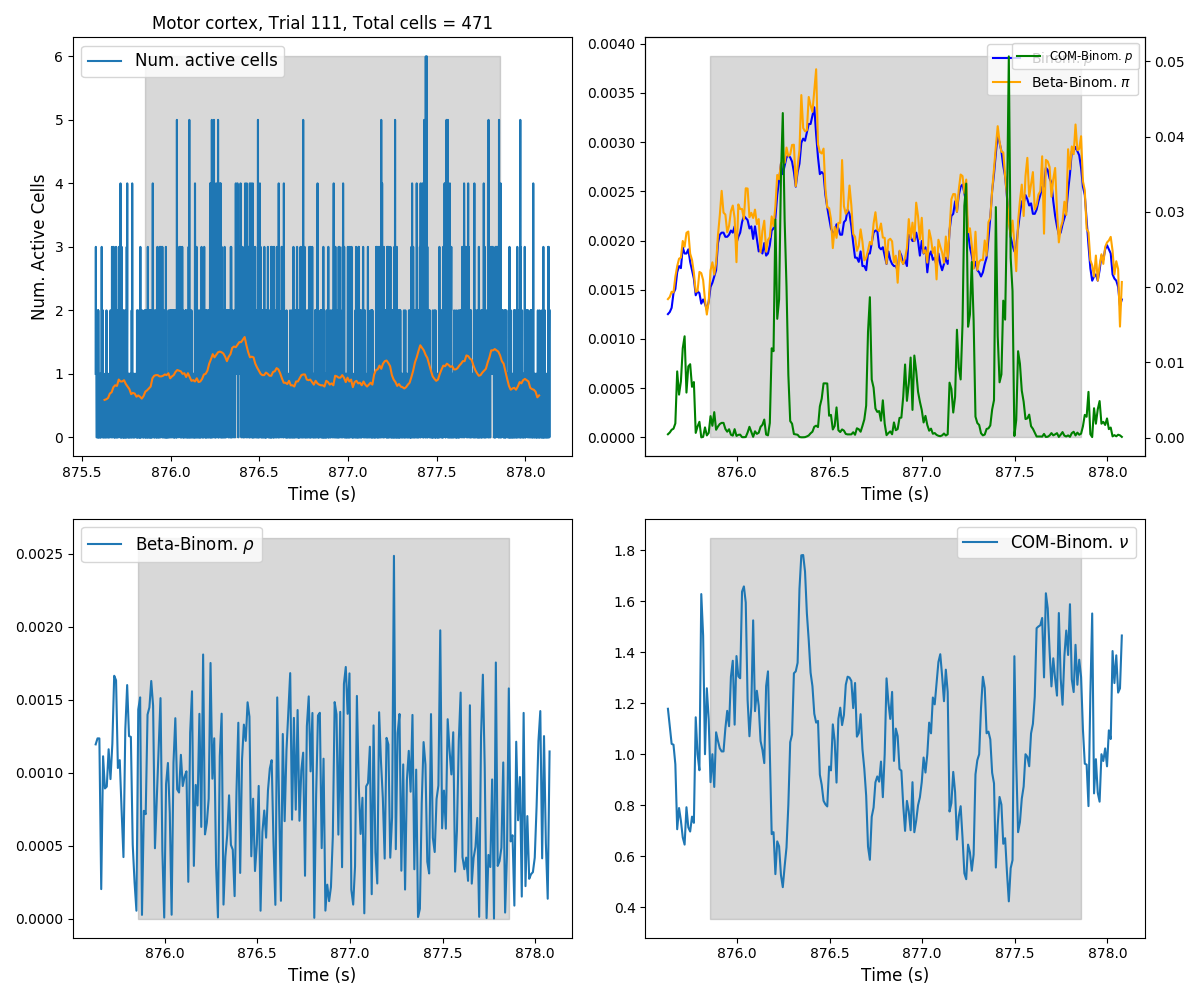 Motor cortex, Trial 111, Total cells = 471
Num. active cells
Num. Active Cells
6
5
4
3
2
1
0
875.5 876.0 876.5 877.0 877.5 878.0
Time (s)
COM-Binom. p
Beta-Binom. π
0.0040
0.0035
0.0030
0.0025
0.0020
0.0015
0.0010
0.0005
0.0000
0.05
0.04
0.03
0.02
0.01
0.00
876.0 876.5 877.0 877.5 878.0
Time (s)
Beta-Binom. ρ
0.0025
0.0020
0.0015
0.0010
0.0005
0.0000
876.0 876.5 877.0 877.5 878.0
Time (s)
COM-Binom. ν
1.8
1.6
1.4
1.2
1.0
0.8
0.6
0.4
876.0 876.5 877.0 877.5 878.0
Time (s)